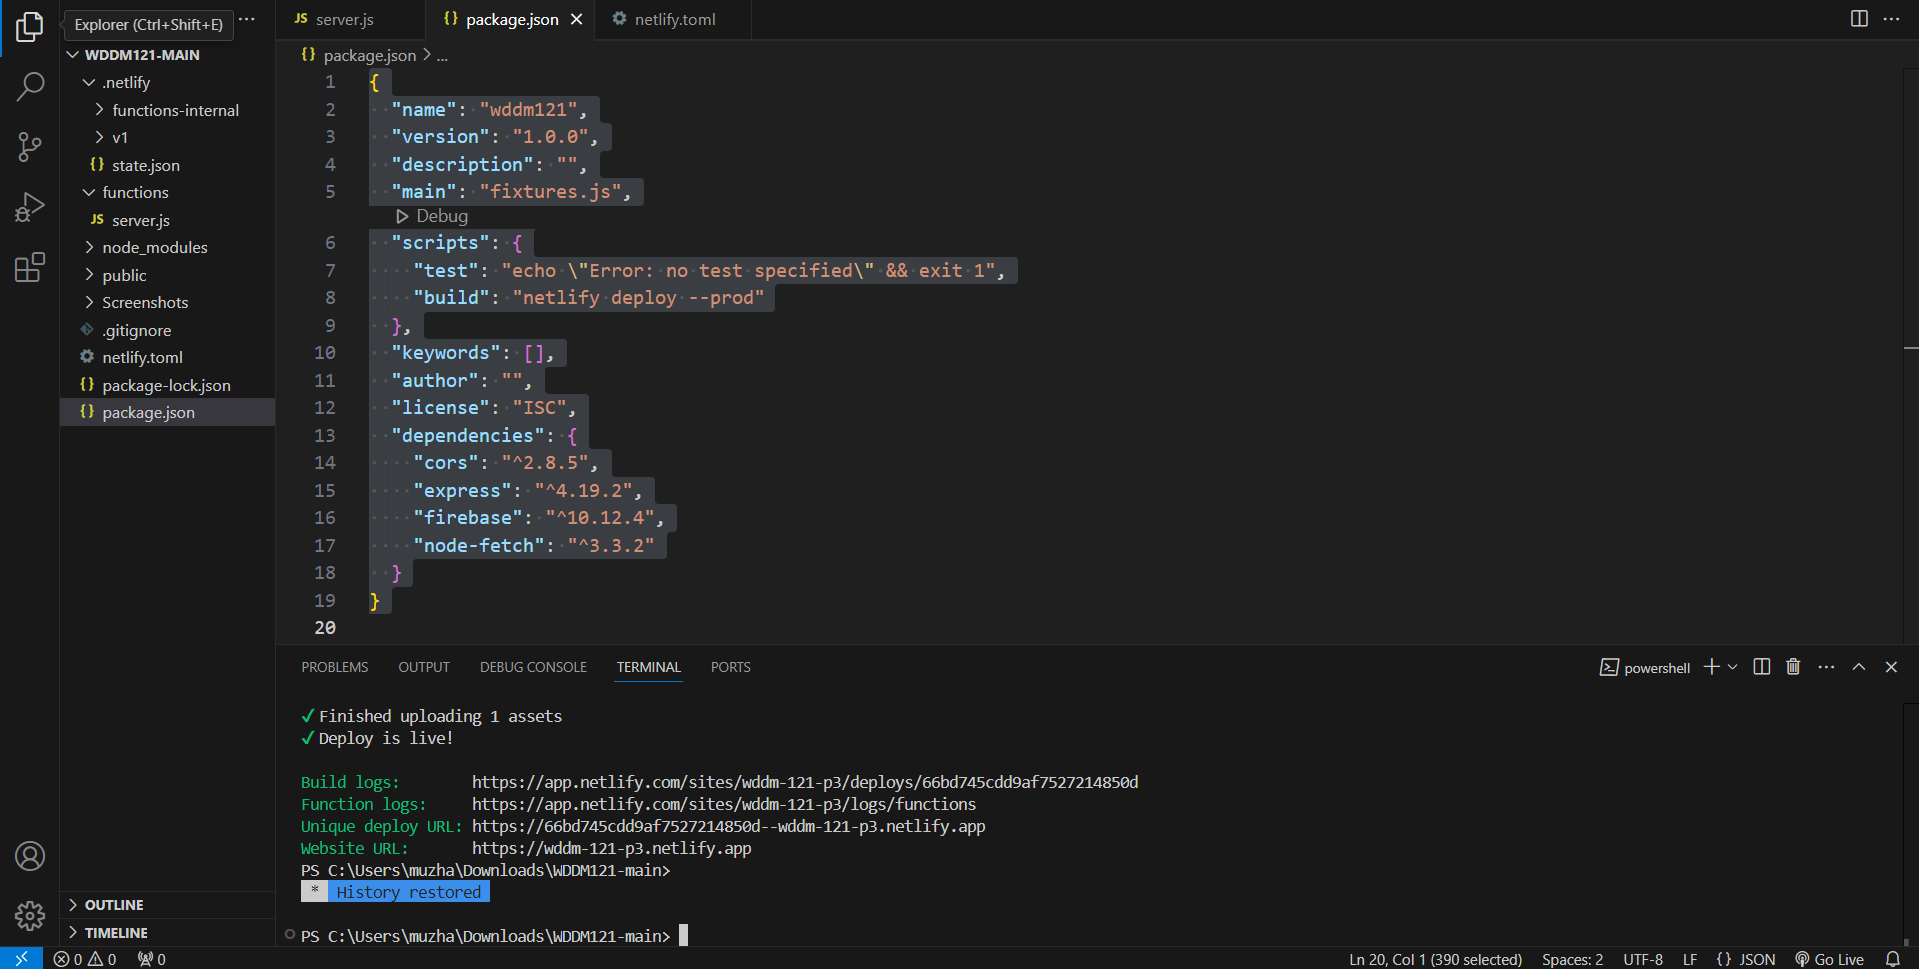 Explorer (Ctrl+Shift+E)
WDDM121-MAIN
.netlify
functions-internal
v1
{} state.json
functions
JS server.js
node_modules
public
Screenshots
.gitignore
netlify.toml
{} package-lock.json
{} package.json
OUTLINE
TIMELINE
JS server.js
{} package.json
netlify.toml
{} package.json > ...
1 {
2 "name": "wddm121",
3 "version": "1.0.0",
4 "description": "",
5 "main": "fixtures.js",
Debug
6 "scripts": {
7 "test": "echo \"Error: no test specified\" && exit 1",
8 "build": "netlify deploy --prod"
9 },
10 "keywords": [],
11 "author": "",
12 "license": "ISC",
13 "dependencies": {
14 "cors": "^2.8.5",
15 "express": "^4.19.2",
16 "firebase": "^10.12.4",
17 "node-fetch": "^3.3.2"
18 }
19 }
20
PROBLEMS OUTPUT DEBUG CONSOLE TERMINAL PORTS
powershell
✓ Finished uploading 1 assets
✓ Deploy is live!
Build logs: https://app.netlify.com/sites/wddm-121-p3/deploys/66bd745cdd9af7527214850d
Function logs: https://app.netlify.com/sites/wddm-121-p3/logs/functions
Unique deploy URL: https://66bd745cdd9af7527214850d--wddm-121-p3.netlify.app
Website URL: https://wddm-121-p3.netlify.app
PS C:\Users\muzha\Downloads\WDDM121-main>
* History restored
PS C:\Users\muzha\Downloads\WDDM121-main>
0 0 0
Ln 20, Col 1 (390 selected) Spaces: 2 UTF-8 LF {} JSON Go Live